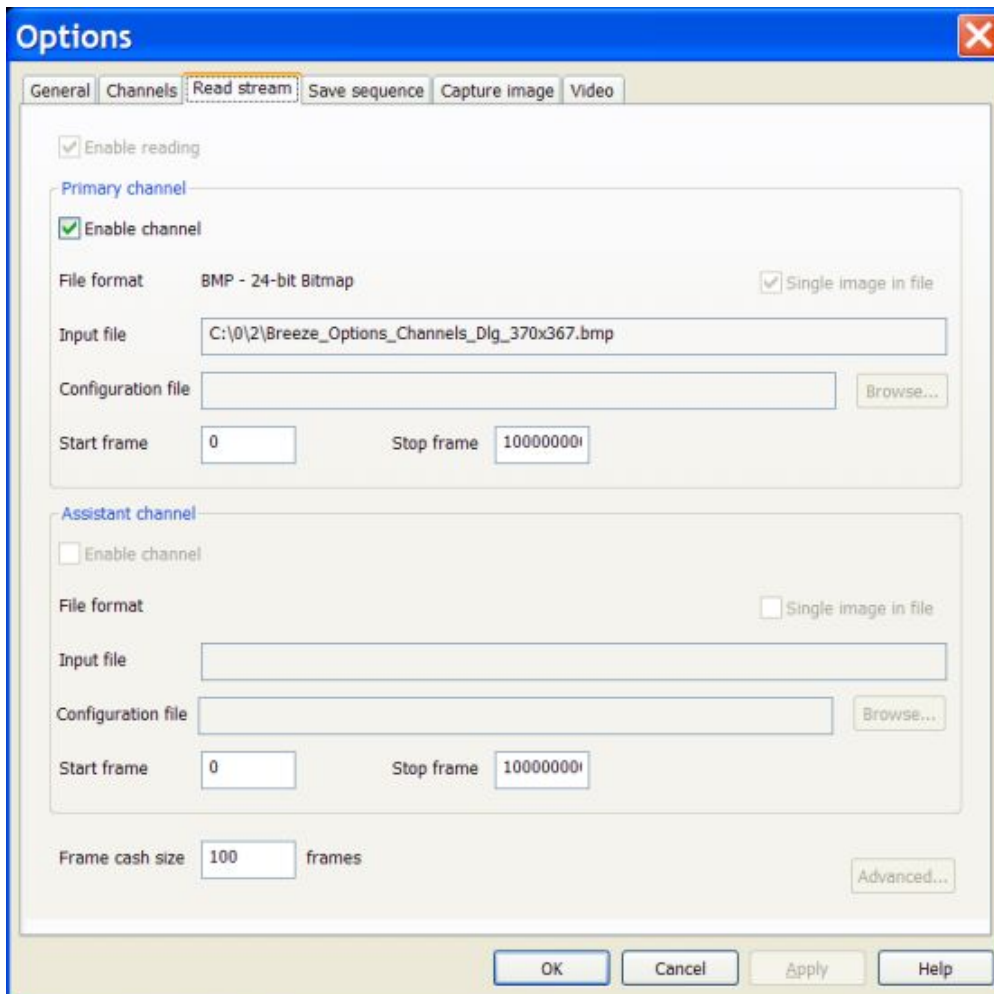 Options
General Channels Read stream Save sequence Capture image Video
Enable reading
Primary channel
Enable channel
File format BMP - 24-bit Bitmap Single image in file
Input file C:\0\2\Breeze_Options_Channels_Dlg_370x367.bmp
Configuration file Browse...
Start frame 0 Stop frame 10000000
Assistant channel
Enable channel
File format Single image in file
Input file
Configuration file Browse...
Start frame 0 Stop frame 10000000
Frame cash size 100 frames
Advanced...
OK Cancel Apply Help